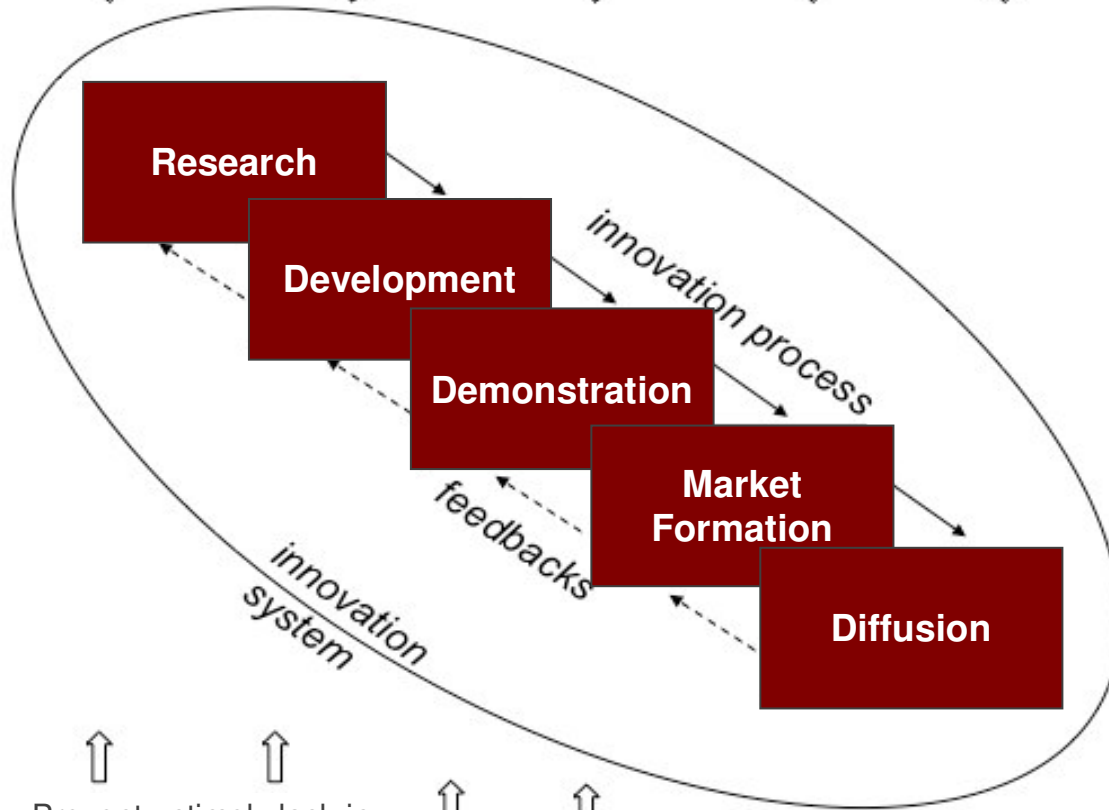 Research
Development
innovation process
Demonstration
Market
Formation
feedbacks
innovation
system
Diffusion